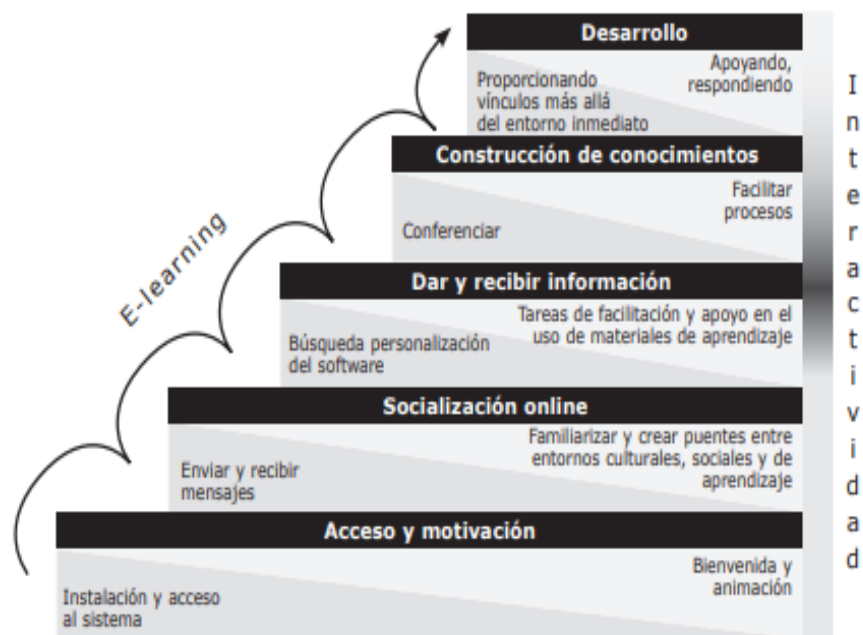 Desarrollo
Apoyando,
respondiendo
Proporcionando
vínculos más allá
del entorno inmediato
Construcción de conocimientos
Facilitar
procesos
Conferenciar
Dar y recibir información
Tareas de facilitación y apoyo en el
uso de materiales de aprendizaje
Búsqueda personalización
del software
Socialización online
Familiarizar y crear puentes entre
entornos culturales, sociales y de
aprendizaje
Enviar y recibir
mensajes
Acceso y motivación
Bienvenida y
animación
Instalación y acceso
al sistema
E-learning
Interactividad